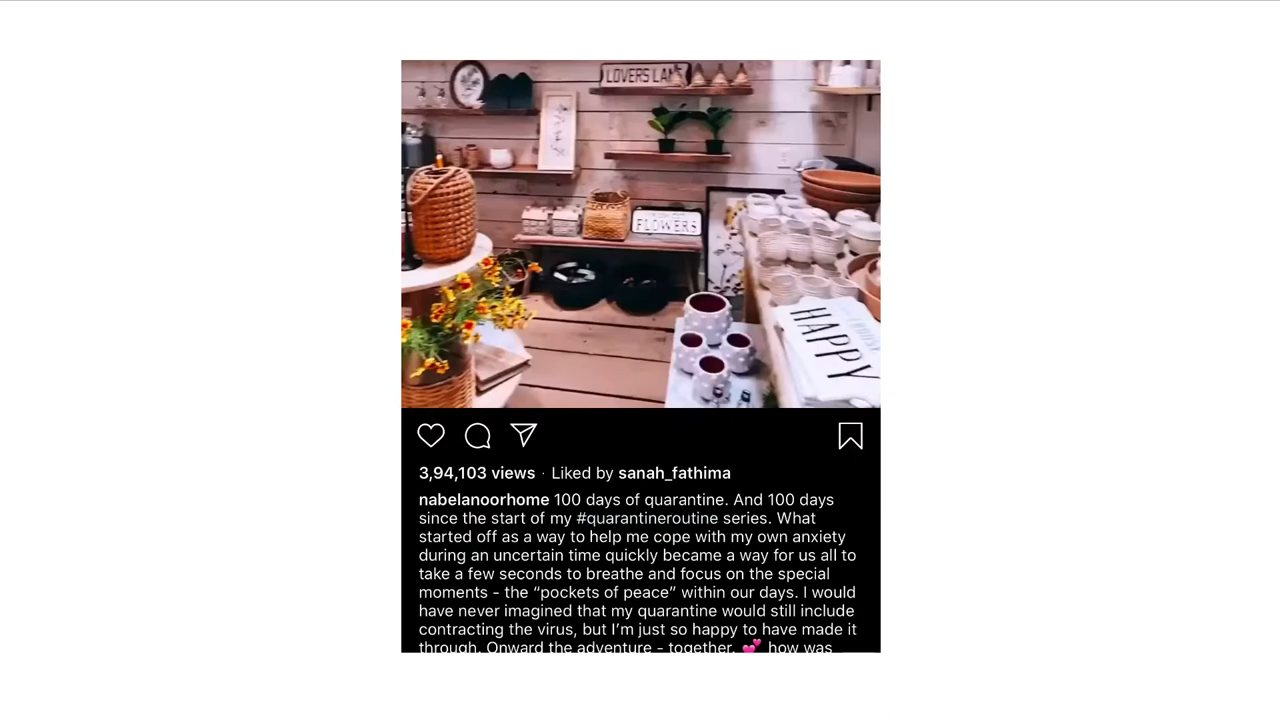 LOVERS LANE
FLOWERS
HAPPY
3,94,103 views · Liked by sanah_fathima
nabelanoorhome 100 days of quarantine. And 100 days
since the start of my #quarantineroutine series. What
started off as a way to help me cope with my own anxiety
during an uncertain time quickly became a way for us all to
take a few seconds to breathe and focus on the special
moments - the “pockets of peace” within our days. I would
have never imagined that my quarantine would still include
contracting the virus, but I’m just so happy to have made it
through. Onward the adventure - together. 💕 how was